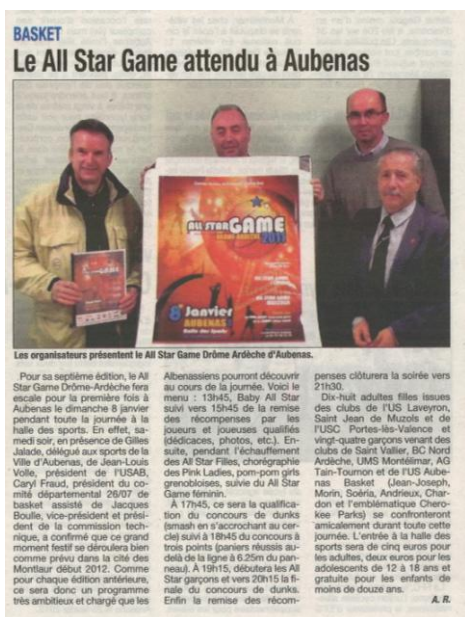 BASKET
Le All Star Game attendu à Aubenas
ALL STAR GAME
DROME ARDECHE
2011
8 Janvier
AUBENAS
GAME
Les organisateurs présentent le All Star Game Drôme Ardèche d'Aubenas.
Pour sa septième édition, le All
Star Game Drôme-Ardèche fera
escale pour la première fois à
Aubenas le dimanche 8 janvier
pendant toute la journée à la
halle des sports. En effet, sa-
medi soir, en présence de Gilles
Jalade, délégué aux sports de la
Ville d'Aubenas, de Jean-Louis
Volle, président de l'USAB,
Caryl Fraud, président du co-
mité départemental 26/07 de
basket assisté de Jacques
Boulle, vice-président et prési-
dent de la commission tech-
nique, a confirmé que ce grand
moment festif se déroulera bien
comme prévu dans la cité des
Montlaur début 2012. Comme
pour chaque édition antérieure,
ce sera donc un programme
très ambitieux et chargé que les
Albenassiens pourront découvrir
au cours de la journée. Voici le
menu : 13h45, Baby All Star
suivi vers 15h45 de la remise
des récompenses par les
joueurs et joueuses qualifiés
(dédicaces, photos, etc.). En-
suite, pendant l'échauffement
des All Star Filles, chorégraphie
des Pink Ladies, pom-pom girls
grenobloises, suivie du All Star
Game féminin.
À 17h45, ce sera la qualifica-
tion du concours de dunks
(smash en s'accrochant au cer-
cle) suivi à 18h45 du concours à
trois points (paniers réussis au-
delà de la ligne à 6.25m du pan-
neau). À 19h15, débutera les All
Star garçons et vers 20h15 la fi-
nale du concours de dunks.
Enfin la remise des récom-
penses clôturera la soirée vers
21h30.
Dix-huit adultes filles issues
des clubs de l'US Laveyron,
Saint Jean de Muzols et de
l'USC Portes-lès-Valence et
vingt-quatre garçons venant des
clubs de Saint Vallier, BC Nord
Ardèche, UMS Montélimar, AG
Tain-Tournon et de l'US Aube-
nas Basket (Jean-Joseph,
Morin, Soëria, Andrieux, Char-
don et l'emblématique Chero-
kee Parks) se confronteront
amicalement durant toute cette
journée. L'entrée à la halle des
sports sera de cinq euros pour
les adultes, deux euros pour les
adolescents de 12 à 18 ans et
gratuite pour les enfants de
moins de douze ans.
A. R.